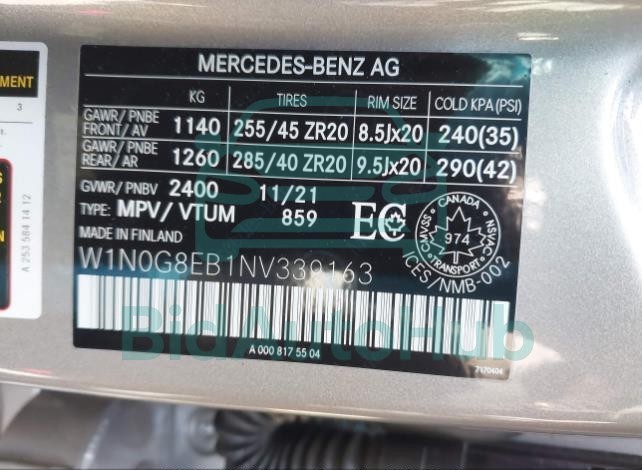 MERCEDES-BENZ AG
KG TIRES RIM SIZE COLD KPA (PSI)
GAWR/ PNBE FRONT/ AV 1140 255/45 ZR20 8.5Jx20 240(35)
GAWR/ PNBE REAR/ AR 1260 285/40 ZR20 9.5Jx20 290(42)
GVWR/ PNBV 2400 11/21
TYPE: MPV/ VTUM 859 EC
MADE IN FINLAND
CANADA
CMVSS NSVAC
974
TRANSPORT
ICES/NMB-002
W1N0G8EB1NV339163
BidAutoHub
A 000 817 55 04
7170404
MENT
3
A 253 584 14 12